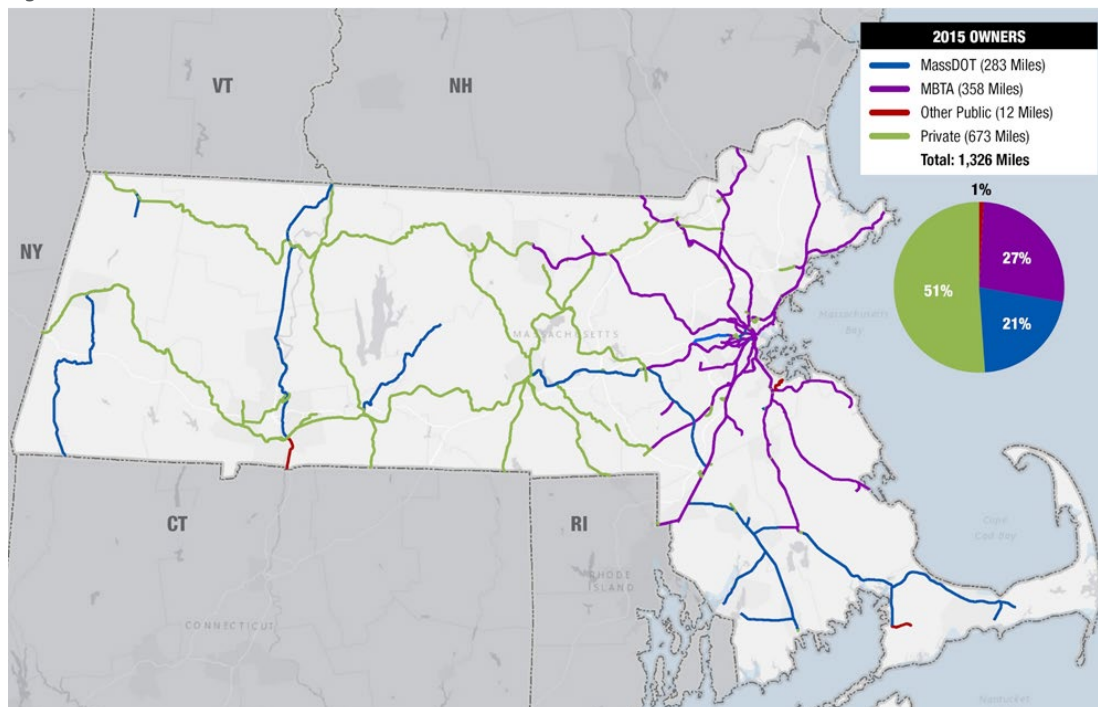 2015 OWNERS
MassDOT (283 Miles)
MBTA (358 Miles)
Other Public (12 Miles)
Private (673 Miles)
Total: 1,326 Miles
1%
27%
51%
21%
VT
NH
NY
MASSACHUSETTS
Massachusetts
Bay
CT
RI
RHODE
ISLAND
CONNECTICUT
Cape
Cod Bay
Nantucket